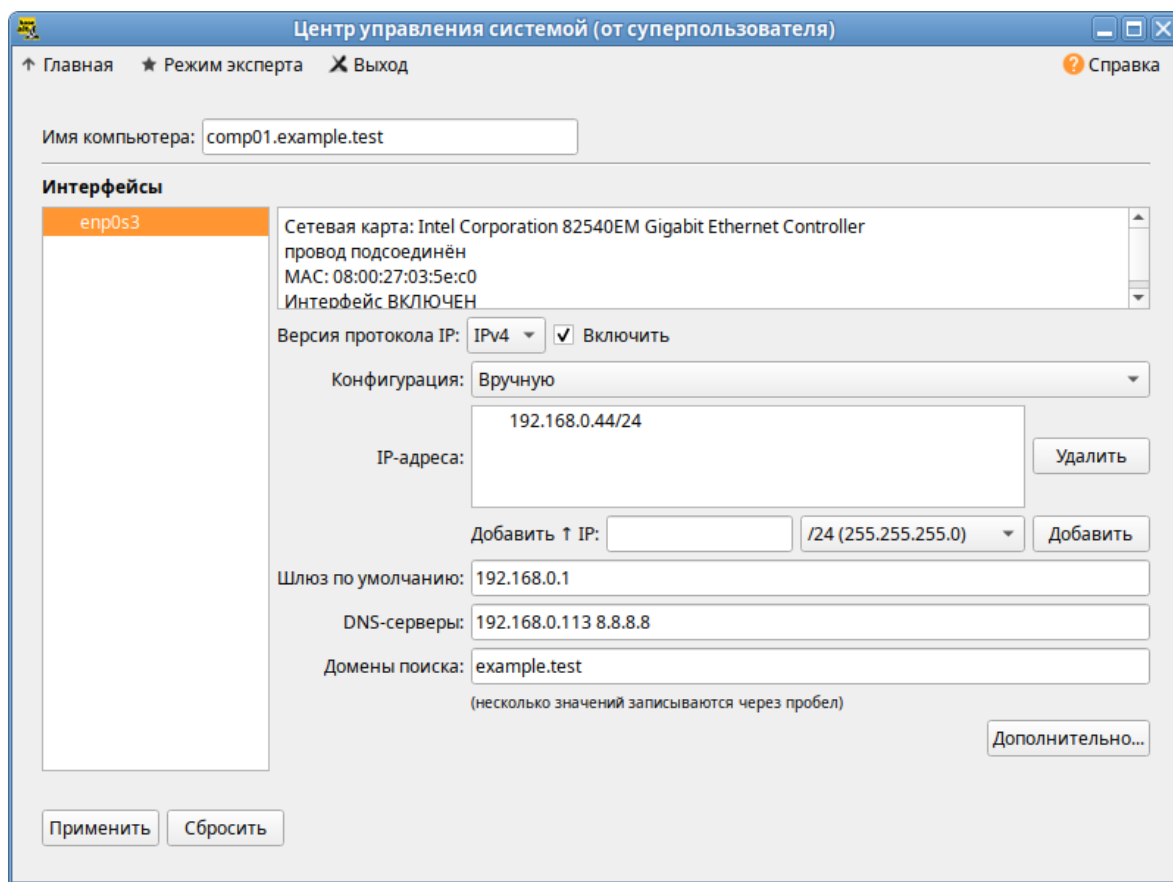 Центр управления системой (от суперпользователя)
Главная Режим эксперта Выход Справка
Имя компьютера: comp01.example.test
Интерфейсы
enp0s3
Сетевая карта: Intel Corporation 82540EM Gigabit Ethernet Controller
провод подсоединён
MAC: 08:00:27:03:5e:c0
Интерфейс ВКЛЮЧЕН
Версия протокола IP: IPv4 Включить
Конфигурация: Вручную
192.168.0.44/24
IP-адреса: Удалить
Добавить ↑ IP: /24 (255.255.255.0) Добавить
Шлюз по умолчанию: 192.168.0.1
DNS-серверы: 192.168.0.113 8.8.8.8
Домены поиска: example.test
(несколько значений записываются через пробел)
Дополнительно...
Применить Сбросить